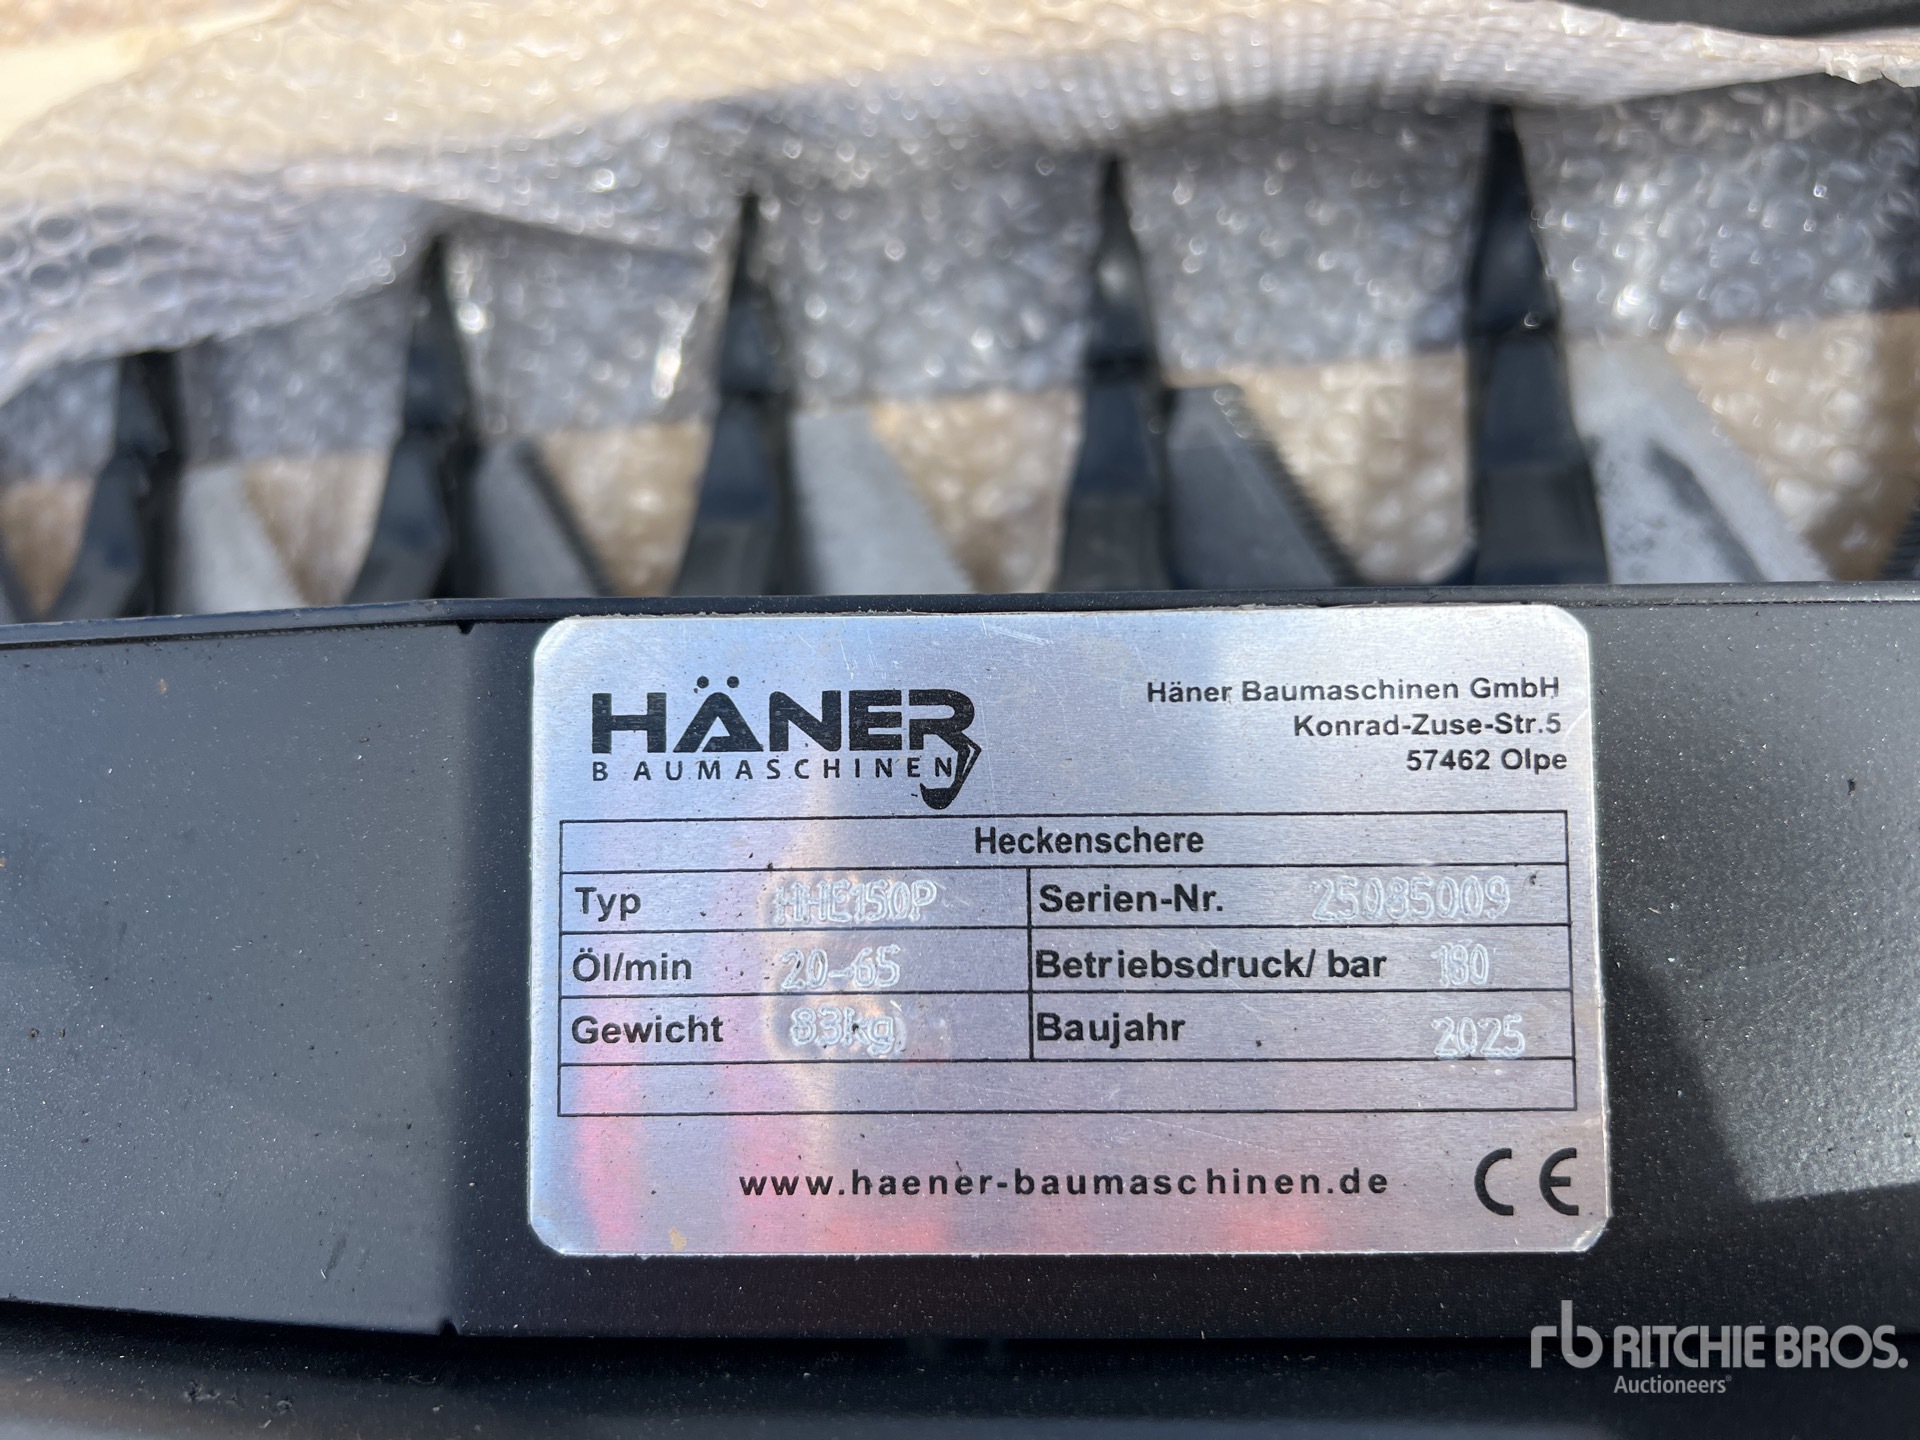 HÄNER
BAUMASCHINEN
Häner Baumaschinen GmbH
Konrad-Zuse-Str.5
57462 Olpe
Heckenschere
Typ HHE150P Serien-Nr. 25085009
Öl/min 20-65 Betriebsdruck/ bar 180
Gewicht 83kg Baujahr 2025
www.haener-baumaschinen.de CE
rb RITCHIE BROS.
Auctioneers